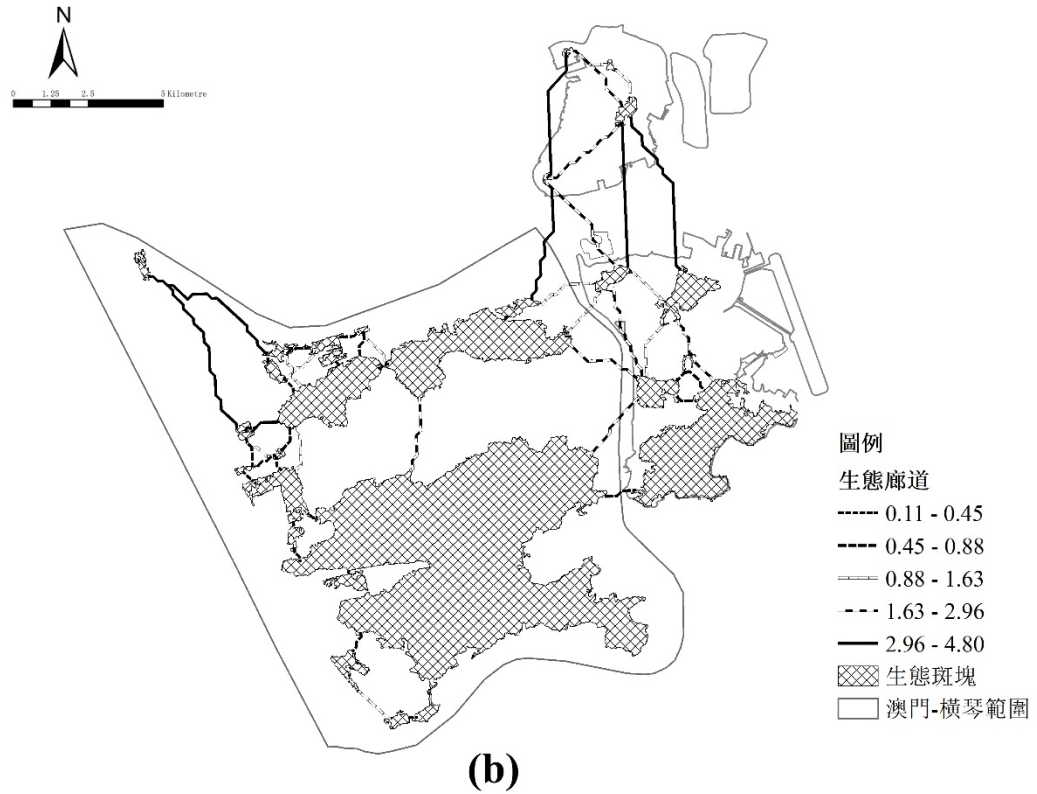 N
0 1.25 2.5 5 Kilometre
圖例
生態廊道
0.11 - 0.45
0.45 - 0.88
0.88 - 1.63
1.63 - 2.96
2.96 - 4.80
生態斑塊
澳門-橫琴範圍
(b)